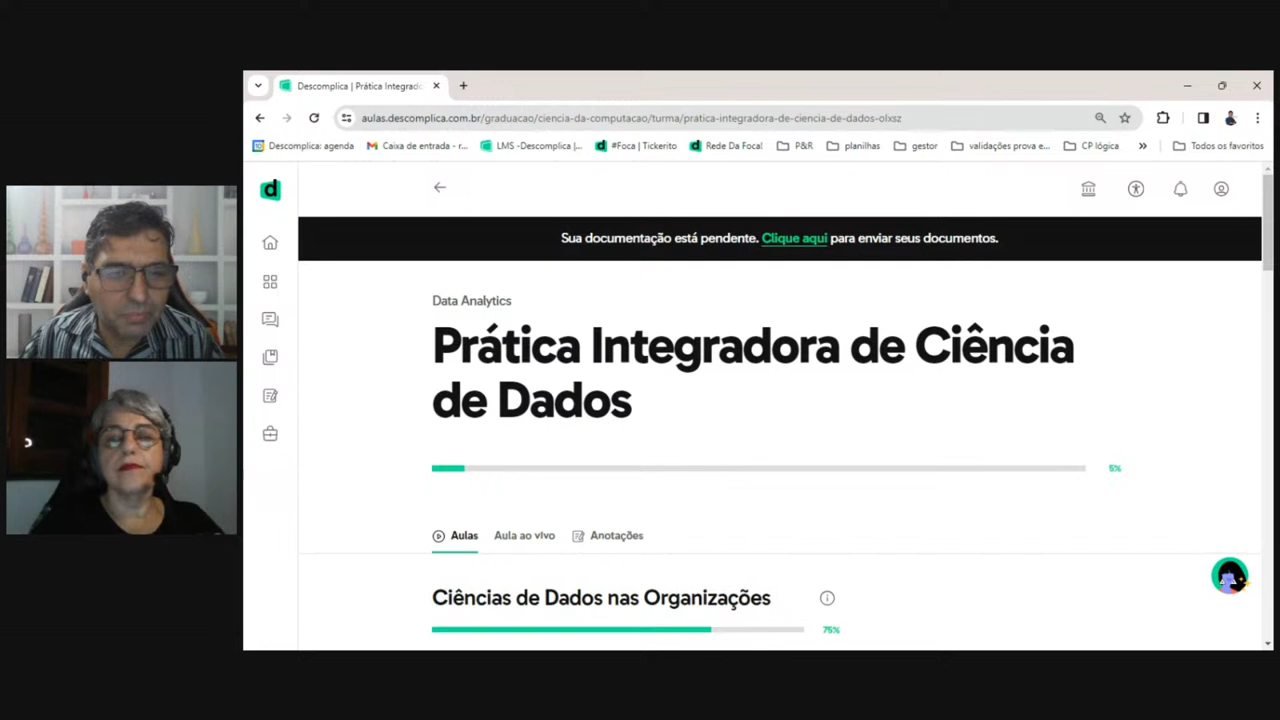 Descomplica | Prática Integrado
aulas.descomplica.com.br/graduacao/ciencia-da-computacao/turma/pratica-integradora-de-ciencia-de-dados-olxsz
Descomplica: agenda
Caixa de entrada - r...
LMS -Descomplica |...
#Foca | Tickerito
Rede Da Foca!
P&R
planilhas
gestor
validações prova e...
CP lógica
»
Todos os favoritos
d
Sua documentação está pendente. Clique aqui para enviar seus documentos.
Data Analytics
Prática Integradora de Ciência
de Dados
5%
Aulas
Aula ao vivo
Anotações
Ciências de Dados nas Organizações
75%